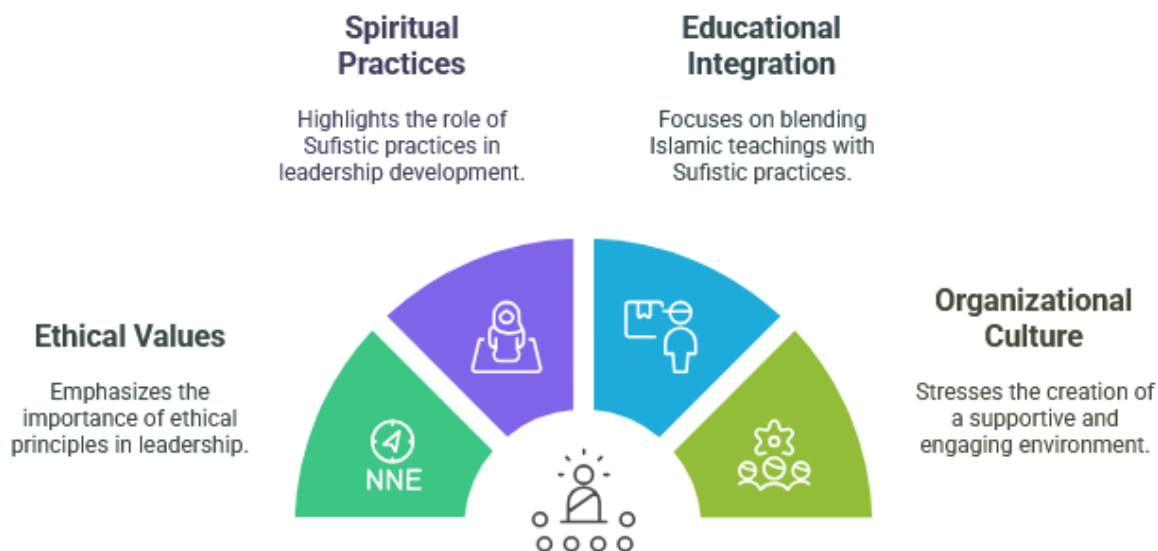 Spiritual
Practices
Highlights the role of
Sufistic practices in
leadership development.
Educational
Integration
Focuses on blending
Islamic teachings with
Sufistic practices.
Ethical Values
Emphasizes the
importance of ethical
principles in leadership.
Organizational
Culture
Stresses the creation of
a supportive and
engaging environment.
NNE